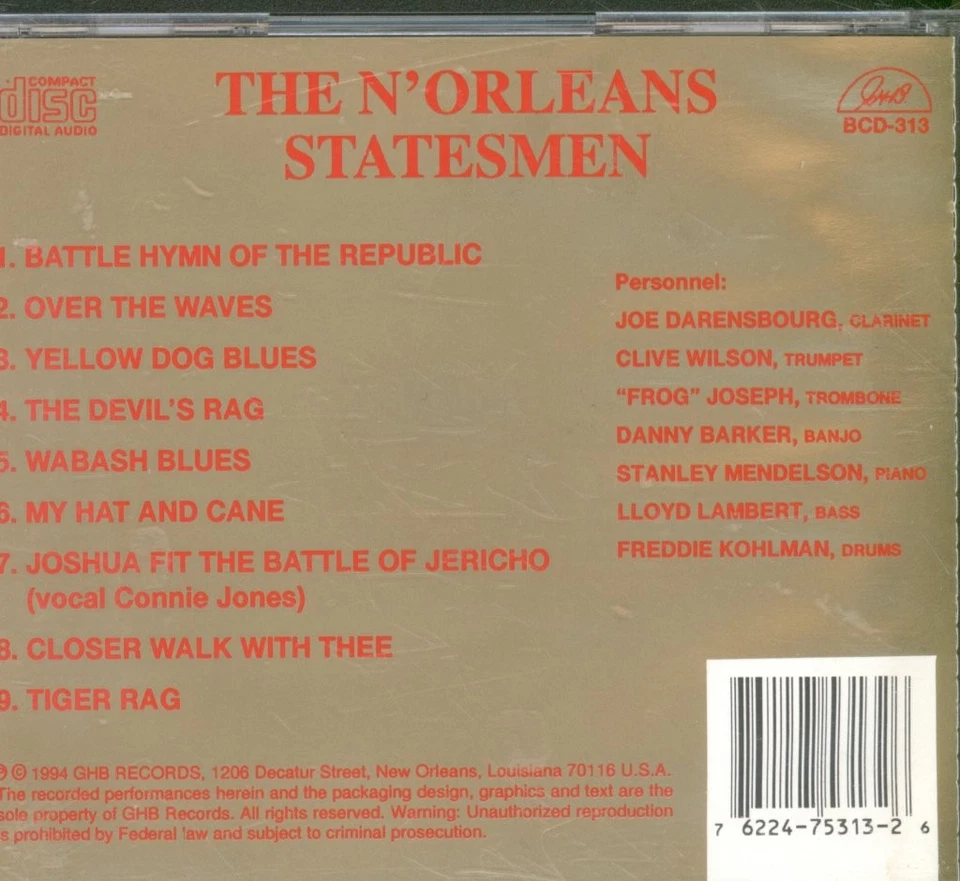 COMPACT
disc
DIGITAL AUDIO
THE N'ORLEANS
STATESMEN
GHB
BCD-313
1. BATTLE HYMN OF THE REPUBLIC
2. OVER THE WAVES
3. YELLOW DOG BLUES
4. THE DEVIL'S RAG
5. WABASH BLUES
6. MY HAT AND CANE
7. JOSHUA FIT THE BATTLE OF JERICHO
(vocal Connie Jones)
8. CLOSER WALK WITH THEE
9. TIGER RAG
Personnel:
JOE DARENSBOURG, CLARINET
CLIVE WILSON, TRUMPET
"FROG" JOSEPH, TROMBONE
DANNY BARKER, BANJO
STANLEY MENDELSON, PIANO
LLOYD LAMBERT, BASS
FREDDIE KOHLMAN, DRUMS
℗ © 1994 GHB RECORDS, 1206 Decatur Street, New Orleans, Louisiana 70116 U.S.A.
The recorded performances herein and the packaging design, graphics and text are the
sole property of GHB Records. All rights reserved. Warning: Unauthorized reproduction
is prohibited by Federal law and subject to criminal prosecution.
7 6224-75313-2 6